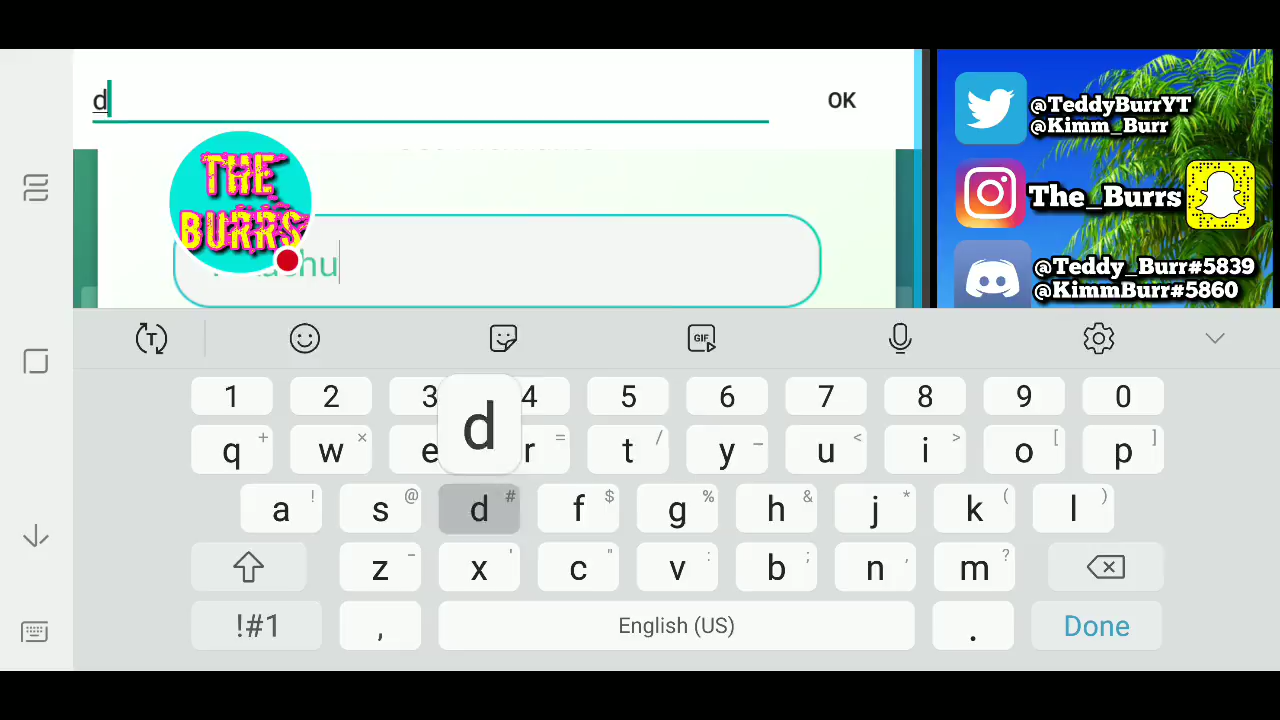 d
OK
THE
BURRS
@TeddyBurrYT
@Kimm_Burr
The_Burrs
@Teddy_Burr#5839
@KimmBurr#5860
T
GIF
1 2 3 4 5 6 7 8 9 0
d
q + w × e r = t / y _ u < i > o [ p ]
a ! s @ d # f $ g % h & j * k ( l )
z - x ' c " v : b ; n , m ?
!#1 , English (US) . Done